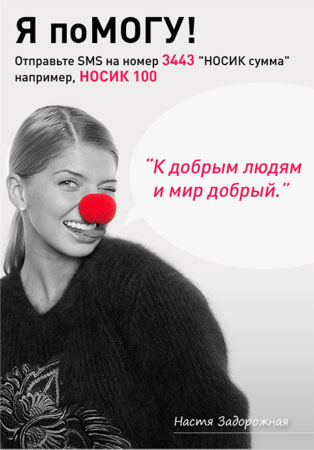 Я поМОГУ!
Отправьте SMS на номер 3443 "НОСИК сумма"
например, НОСИК 100
“К добрым людям
и мир добрый.”
Настя Задорожная